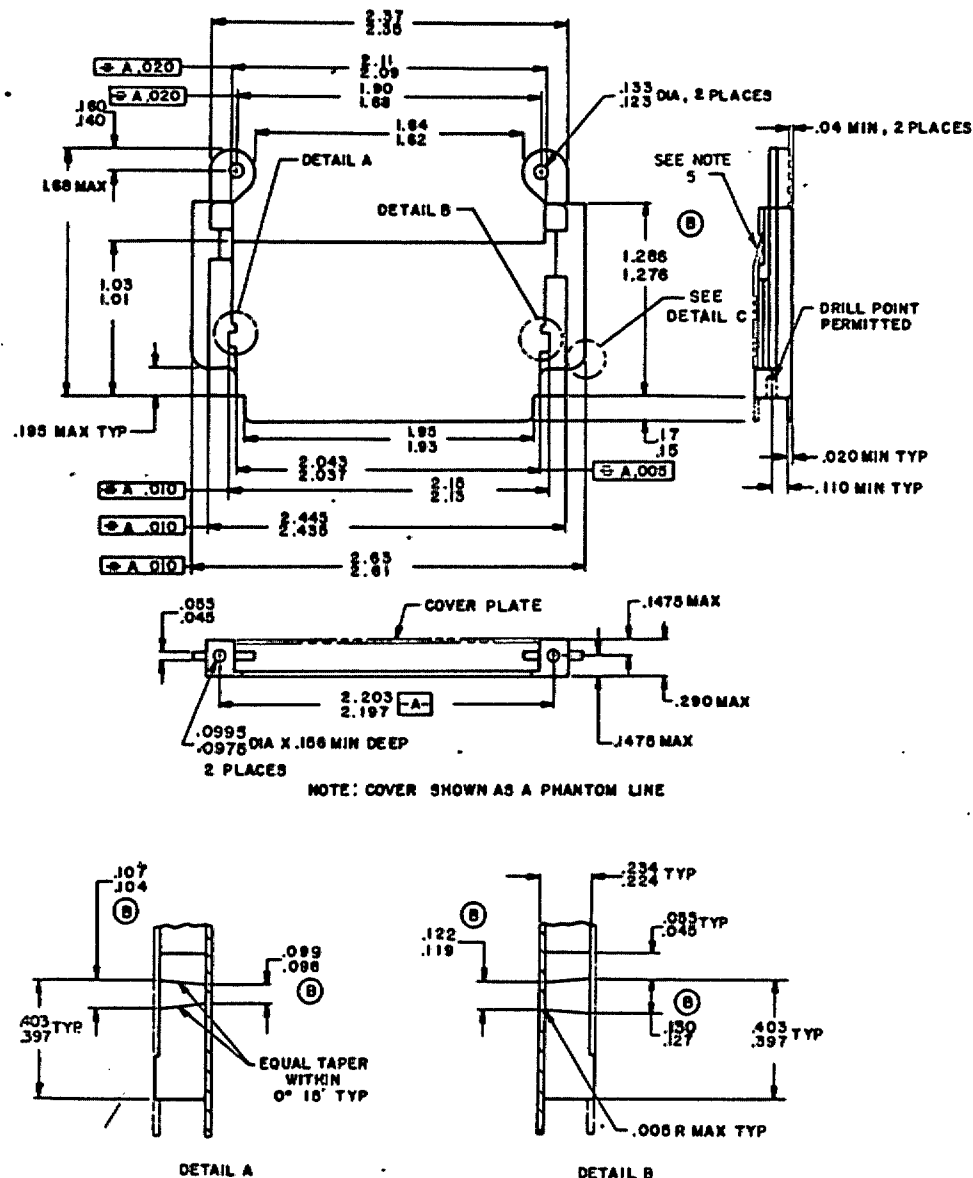 2.37
2.35
⌯ A .020
2.11
2.09
⌯ A .020
1.90
1.88
.133
.123 DIA, 2 PLACES
.04 MIN, 2 PLACES
.160
.140
1.64
1.62
DETAIL A
SEE NOTE
5
1.68 MAX
DETAIL B
B
1.286
1.276
1.03
1.01
SEE
DETAIL C
DRILL POINT
PERMITTED
.195 MAX TYP
1.95
1.93
.17
.15
.020 MIN TYP
2.043
2.037
⌯ A .005
.110 MIN TYP
⌯ A .010
2.15
2.13
⌯ A .010
2.445
2.435
⌯ A .010
2.63
2.61
.055
.045
COVER PLATE
.1475 MAX
2.203
2.197
-A-
.290 MAX
.0995
.0975 DIA X .156 MIN DEEP
2 PLACES
.1475 MAX
NOTE: COVER SHOWN AS A PHANTOM LINE
.107
.104
B
.099
.096
B
.403
.397 TYP
EQUAL TAPER
WITHIN
0° 15' TYP
DETAIL A
.234
.224 TYP
B
.122
.119
.055
.045 TYP
B
.130
.127
.403
.397 TYP
.005 R MAX TYP
DETAIL B